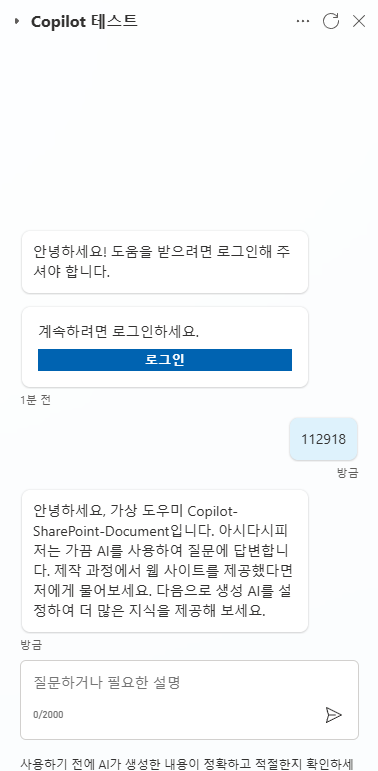 Copilot 테스트
안녕하세요! 도움을 받으려면 로그인해 주
셔야 합니다.
계속하려면 로그인하세요.
로그인
1분 전
112918
방금
안녕하세요, 가상 도우미 Copilot-
SharePoint-Document입니다. 아시다시피
저는 가끔 AI를 사용하여 질문에 답변합니
다. 제작 과정에서 웹 사이트를 제공했다면
저에게 물어보세요. 다음으로 생성 AI를 설
정하여 더 많은 지식을 제공해 보세요.
방금
질문하거나 필요한 설명
0/2000
사용하기 전에 AI가 생성한 내용이 정확하고 적절한지 확인하세